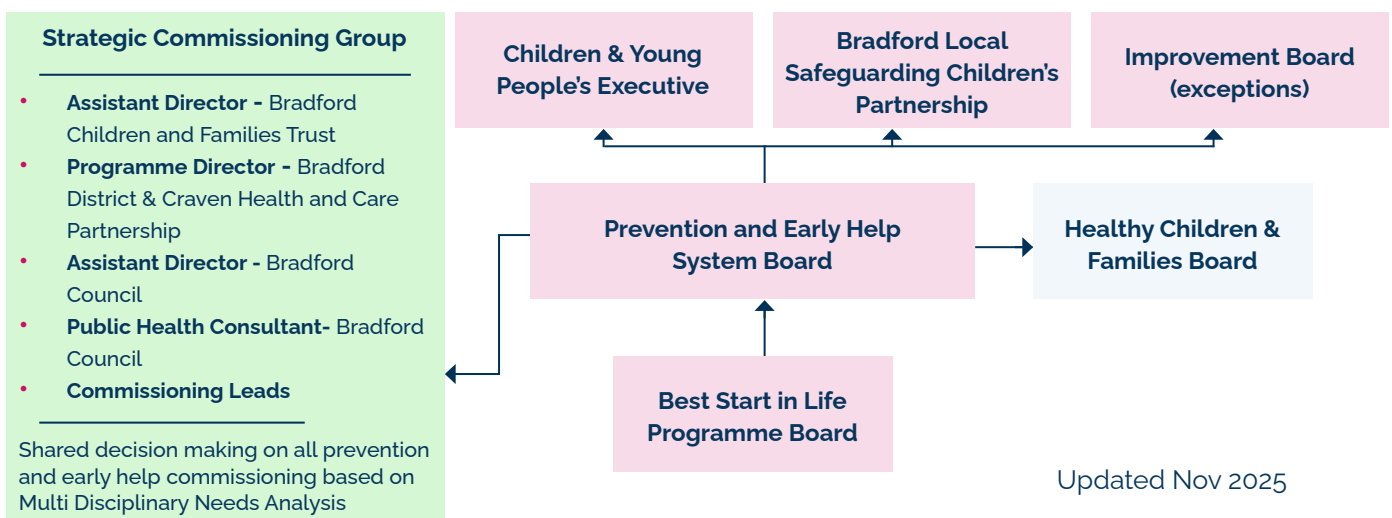 Strategic Commissioning Group
• Assistant Director - Bradford
Children and Families Trust
• Programme Director - Bradford
District & Craven Health and Care
Partnership
• Assistant Director - Bradford
Council
• Public Health Consultant- Bradford
Council
• Commissioning Leads
Shared decision making on all prevention
and early help commissioning based on
Multi Disciplinary Needs Analysis
Children & Young
People's Executive
Bradford Local
Safeguarding Children's
Partnership
Improvement Board
(exceptions)
Prevention and Early Help
System Board
Healthy Children &
Families Board
Best Start in Life
Programme Board
Updated Nov 2025